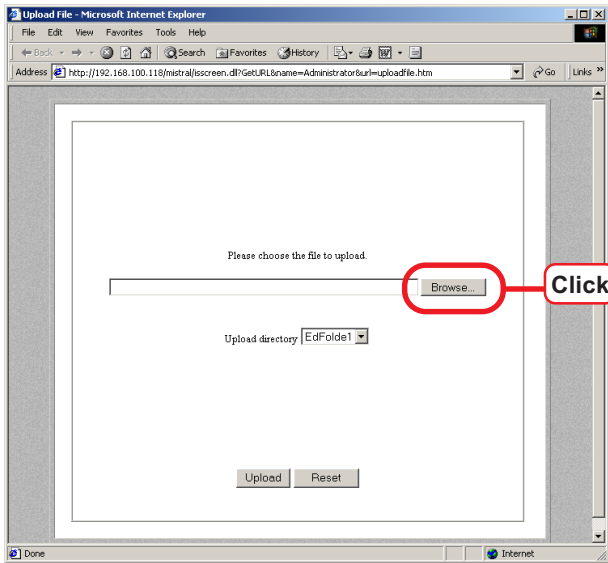 Upload File - Microsoft Internet Explorer
File Edit View Favorites Tools Help
Back Search Favorites History
Address http://192.168.100.118/mistral/isscreen.dll?GetURL&name=Administrator&url=uploadfile.htm Go Links »
Please choose the file to upload.
Browse...
Click
Upload directory EdFolde1
Upload Reset
Done Internet